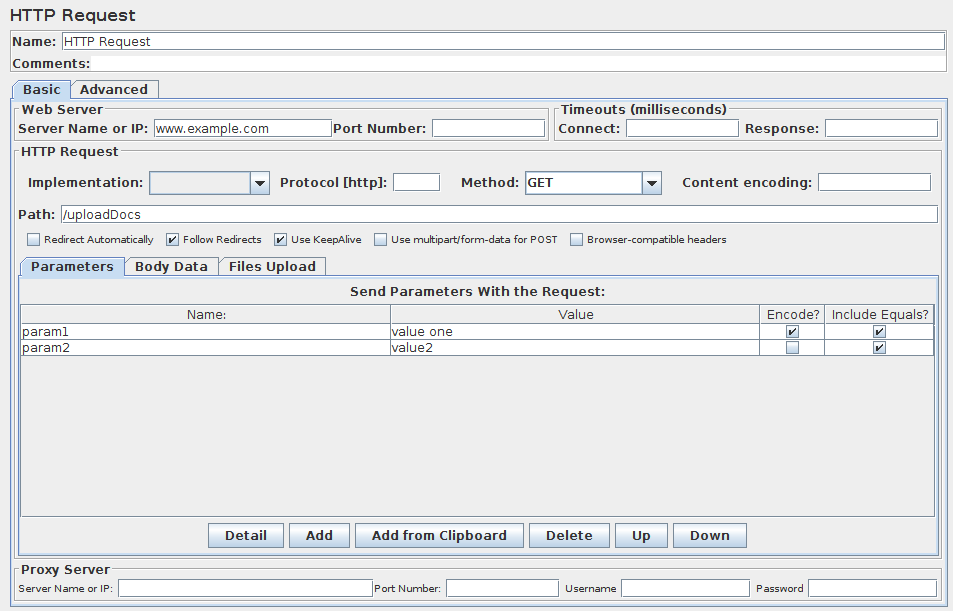 HTTP Request
Name: HTTP Request
Comments:
Basic Advanced
Web Server Timeouts (milliseconds)
Server Name or IP: www.example.com Port Number: Connect: Response:
HTTP Request
Implementation: Protocol [http]: Method: GET Content encoding:
Path: /uploadDocs
Redirect Automatically Follow Redirects Use KeepAlive Use multipart/form-data for POST Browser-compatible headers
Parameters Body Data Files Upload
Send Parameters With the Request:
Name: Value Encode? Include Equals?
param1 value one
param2 value2
Detail Add Add from Clipboard Delete Up Down
Proxy Server
Server Name or IP: Port Number: Username Password